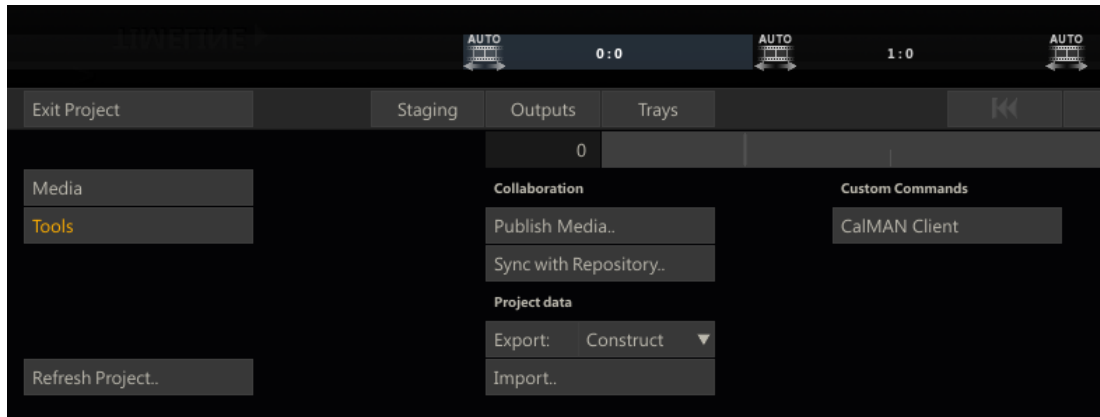 TIMELINE
AUTO 0:0 AUTO 1:0 AUTO
Exit Project Staging Outputs Trays
0
Media Collaboration Custom Commands
Tools Publish Media.. CalMAN Client
Sync with Repository..
Project data
Export: Construct
Refresh Project.. Import..